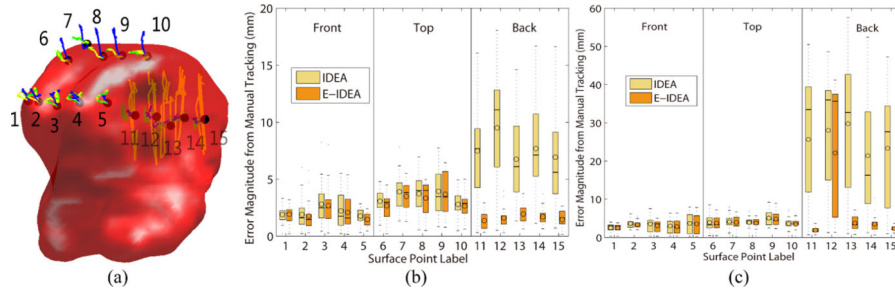 7 8 9 10
6
1 2 3 4 5
11 12 13 14 15
(a)
Error Magnitude from Manual Tracking (mm)
20
15
10
5
0
Front Top Back
IDEA
E-IDEA
1 2 3 4 5 6 7 8 9 10 11 12 13 14 15
Surface Point Label
(b)
Error Magnitude from Manual Tracking (mm)
60
50
40
30
20
10
0
Front Top Back
IDEA
E-IDEA
1 2 3 4 5 6 7 8 9 10 11 12 13 14 15
Surface Point Label
(c)